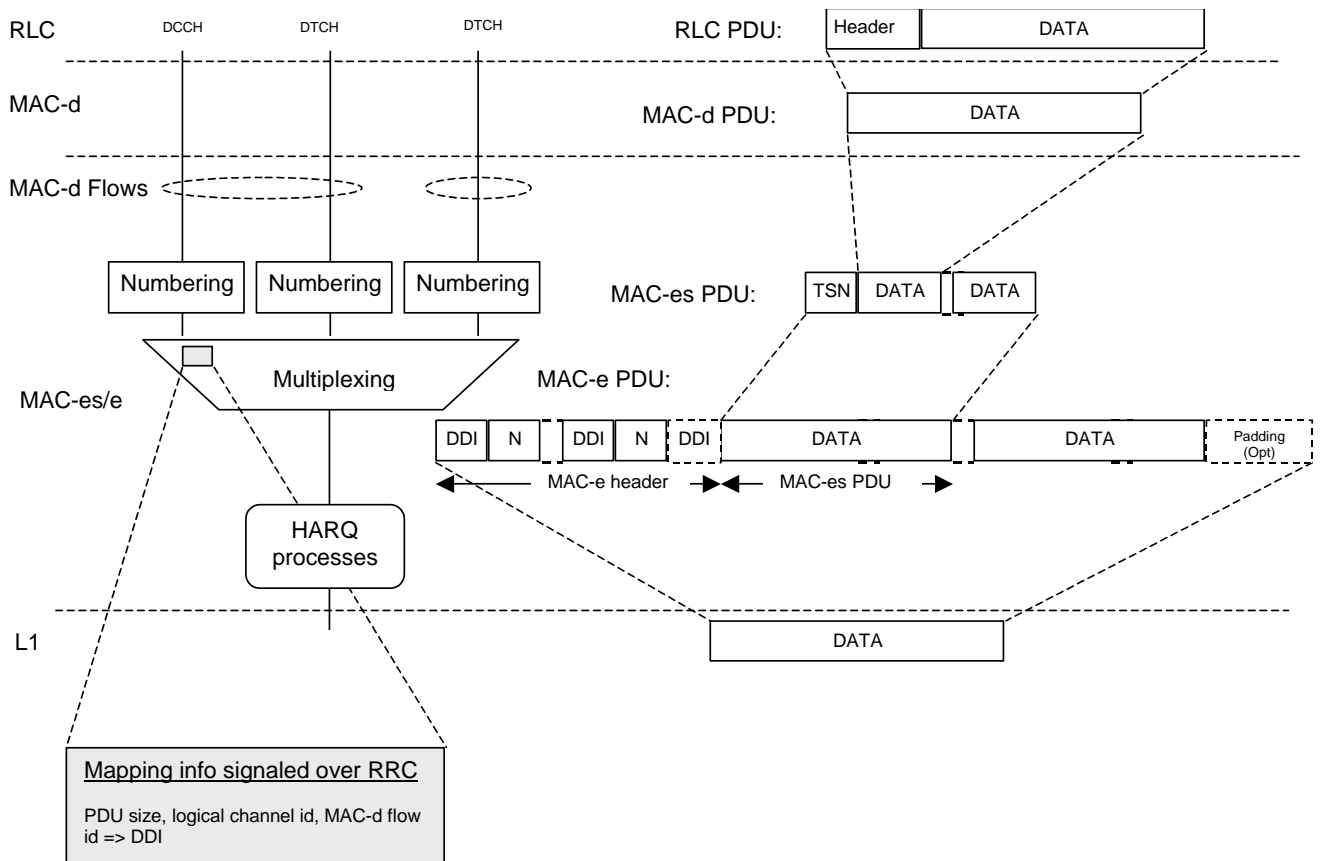 RLC
DCCH
DTCH
DTCH
RLC PDU:
Header
DATA
MAC-d
MAC-d PDU:
DATA
MAC-d Flows
Numbering
Numbering
Numbering
MAC-es PDU:
TSN
DATA
DATA
Multiplexing
MAC-e PDU:
MAC-es/e
DDI
N
DDI
N
DDI
DATA
DATA
Padding
(Opt)
MAC-e header
MAC-es PDU
HARQ
processes
L1
DATA
Mapping info signaled over RRC
PDU size, logical channel id, MAC-d flow
id => DDI